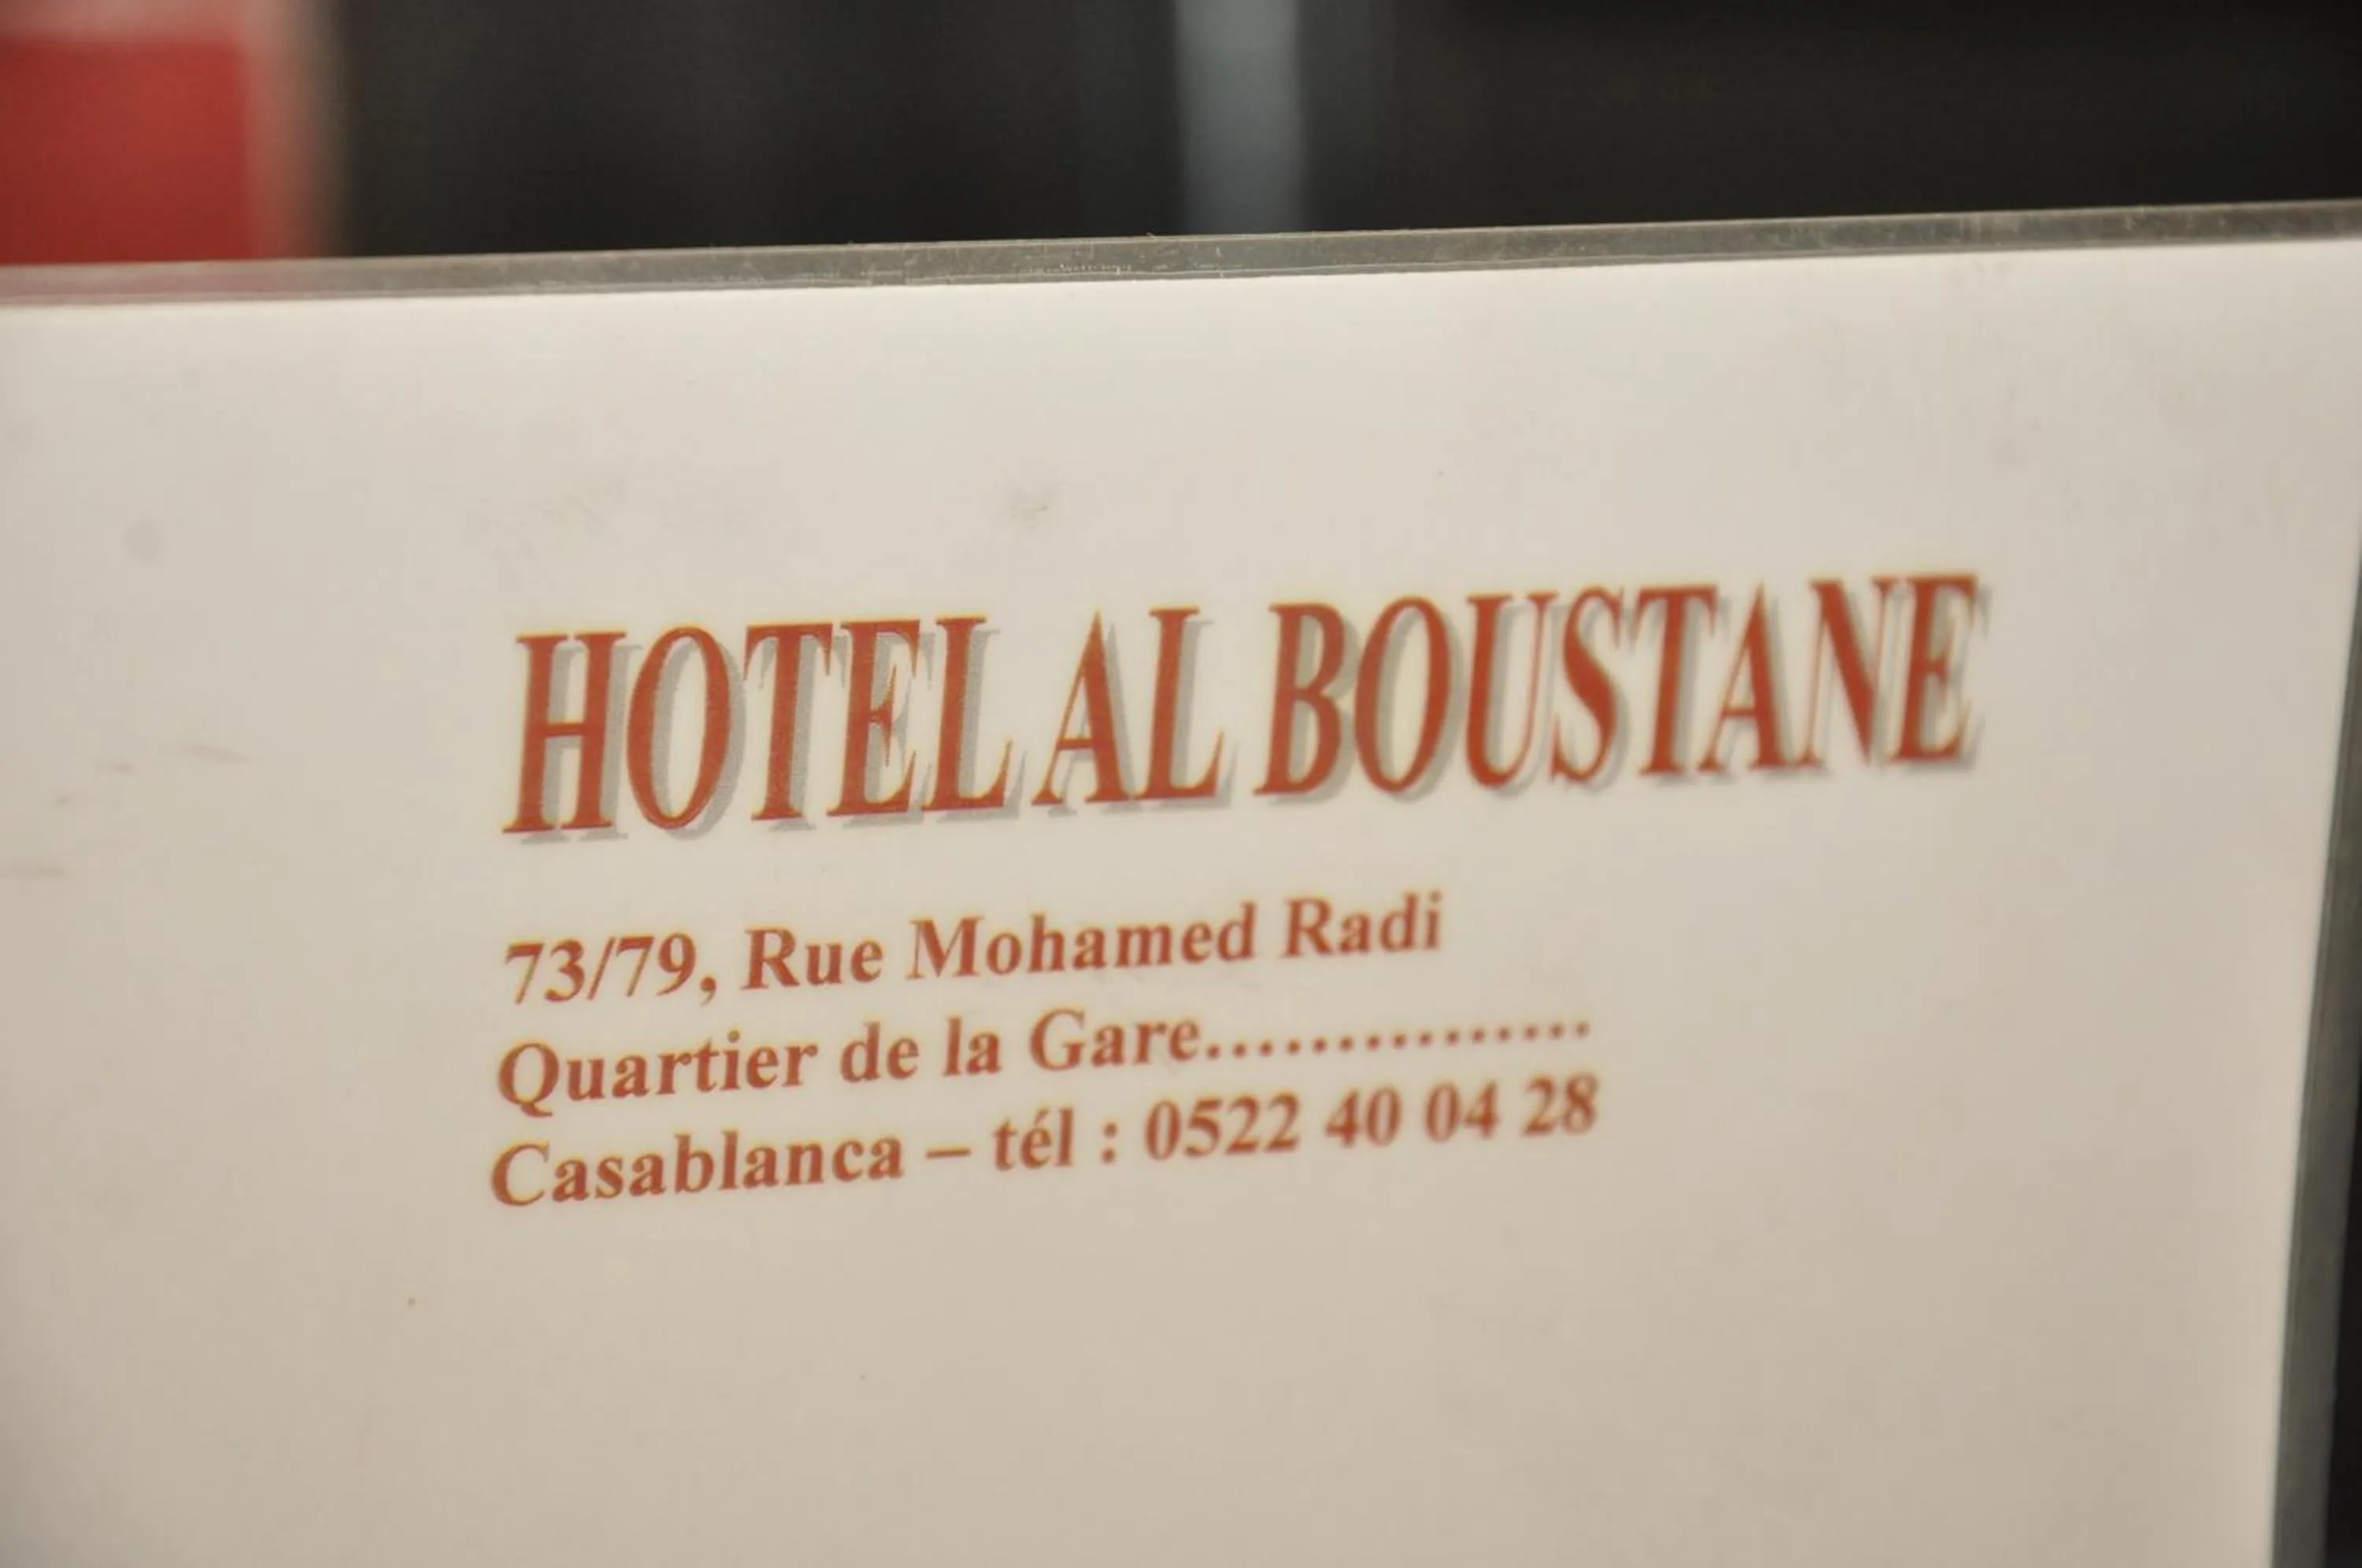 HOTEL AL BOUSTANE
73/79, Rue Mohamed Radi
Quartier de la Gare...............
Casablanca – tél : 0522 40 04 28